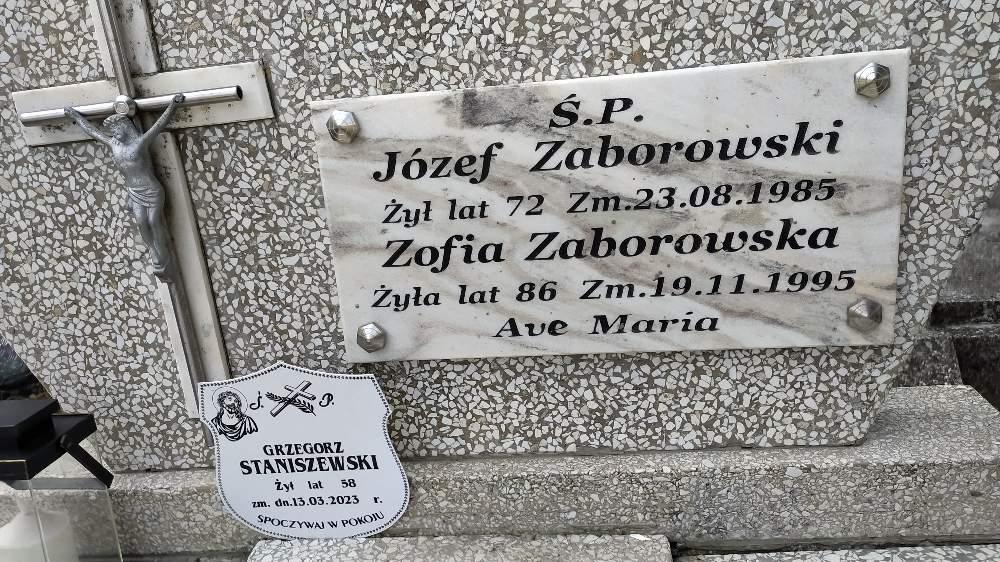 Ś.P.
Józef Zaborowski
Żył lat 72 Zm.23.08.1985
Zofia Zaborowska
Żyła lat 86 Zm.19.11.1995
Ave Maria
Ś. P.
GRZEGORZ
STANISZEWSKI
Żył lat 58
zm. dn.13.03.2023 r.
SPOCZYWAJ W POKOJU